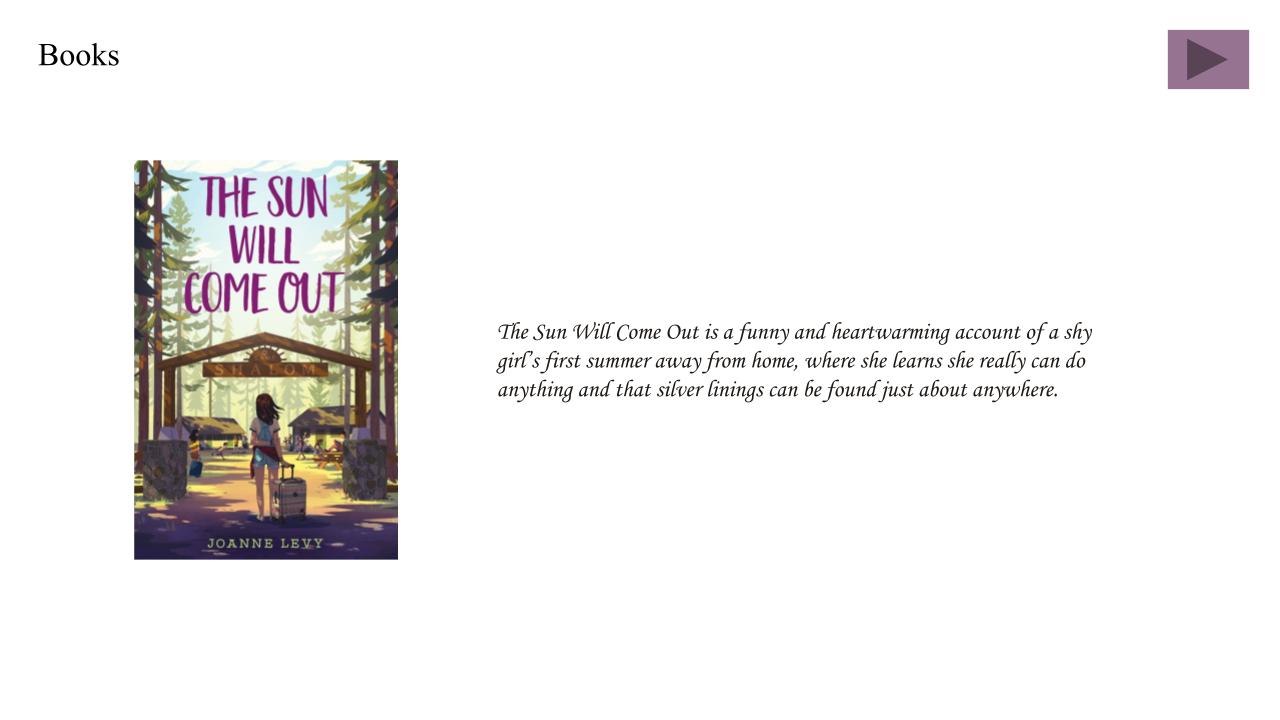 Books
THE SUN
WILL
COME OUT
SHALOM
JOANNE LEVY
The Sun Will Come Out is a funny and heartwarming account of a shy
girl’s first summer away from home, where she learns she really can do
anything and that silver linings can be found just about anywhere.